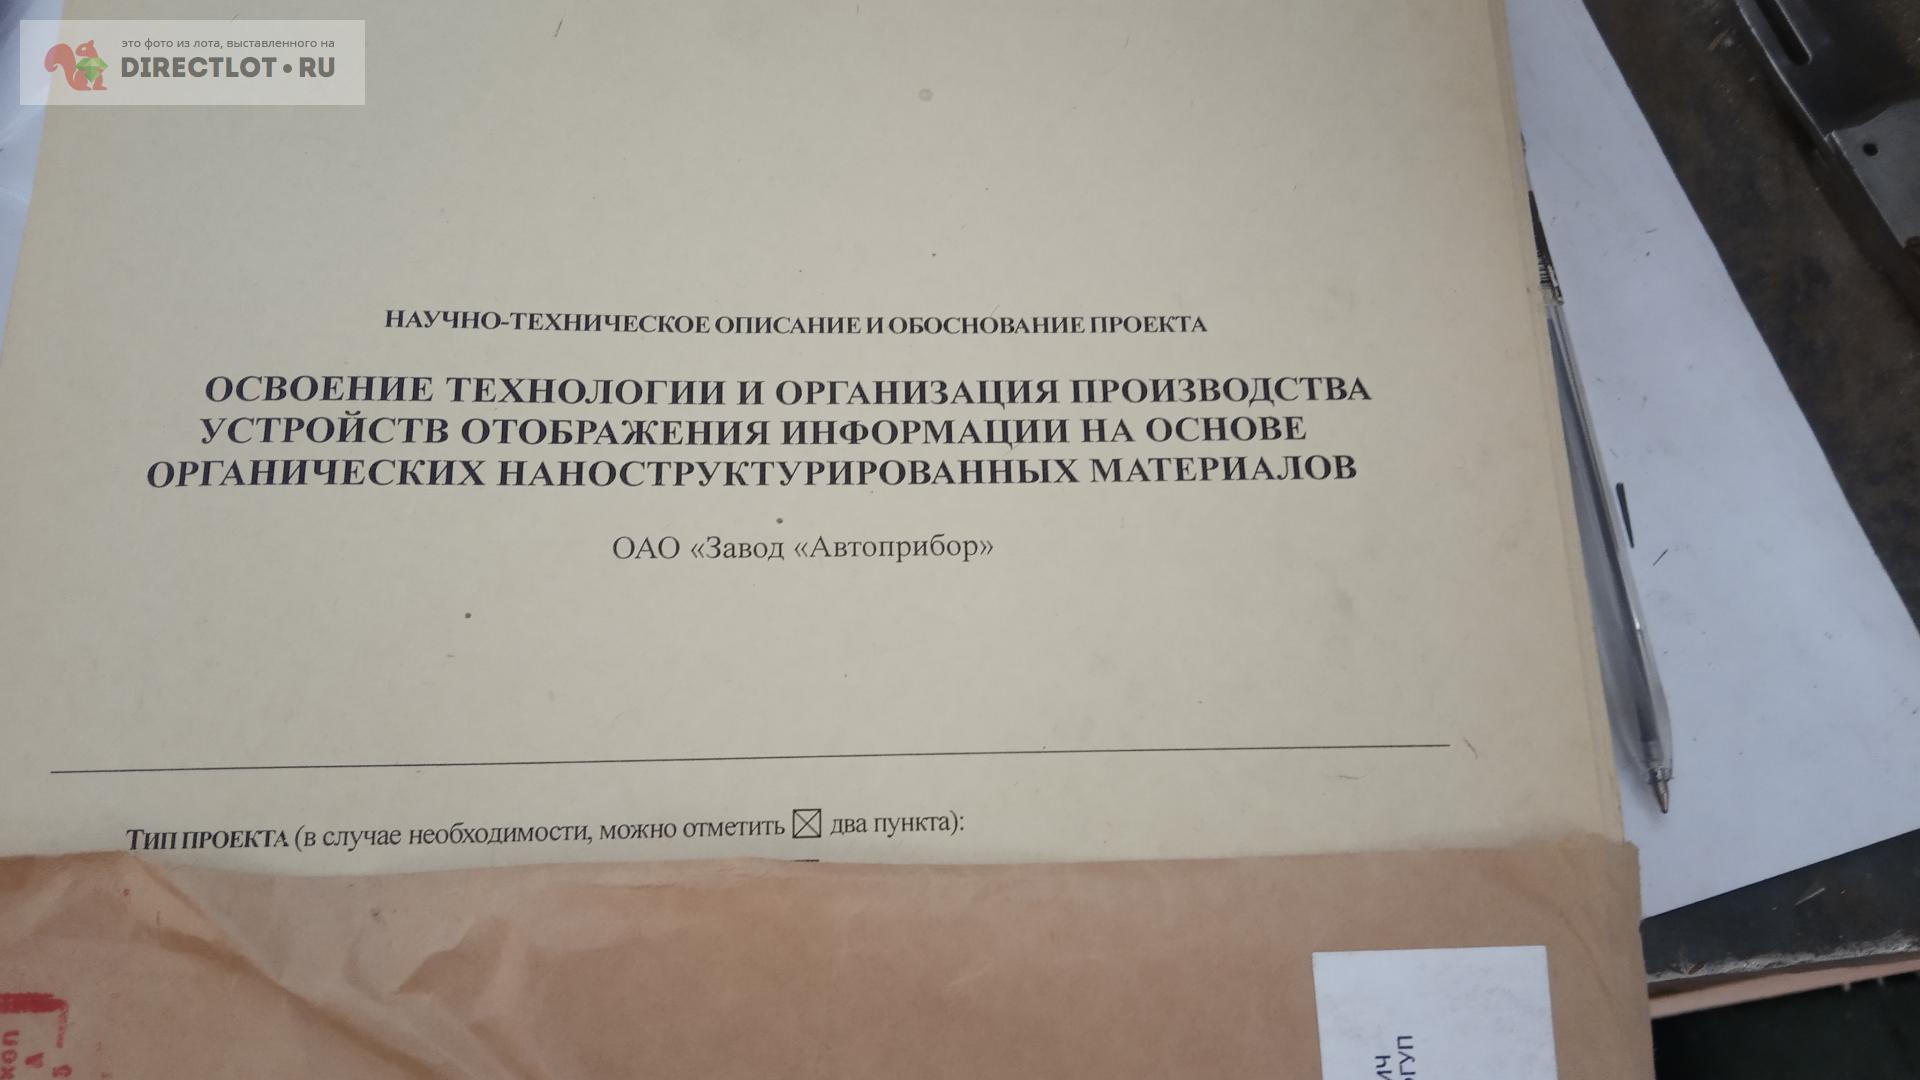 это фото из лота, выставленного на
DIRECTLOT•RU
НАУЧНО-ТЕХНИЧЕСКОЕ ОПИСАНИЕ И ОБОСНОВАНИЕ ПРОЕКТА
ОСВОЕНИЕ ТЕХНОЛОГИИ И ОРГАНИЗАЦИЯ ПРОИЗВОДСТВА
УСТРОЙСТВ ОТОБРАЖЕНИЯ ИНФОРМАЦИИ НА ОСНОВЕ
ОРГАНИЧЕСКИХ НАНОСТРУКТУРИРОВАННЫХ МАТЕРИАЛОВ
ОАО «Завод «Автоприбор»
ТИП ПРОЕКТА (в случае необходимости, можно отметить ☒ два пункта):